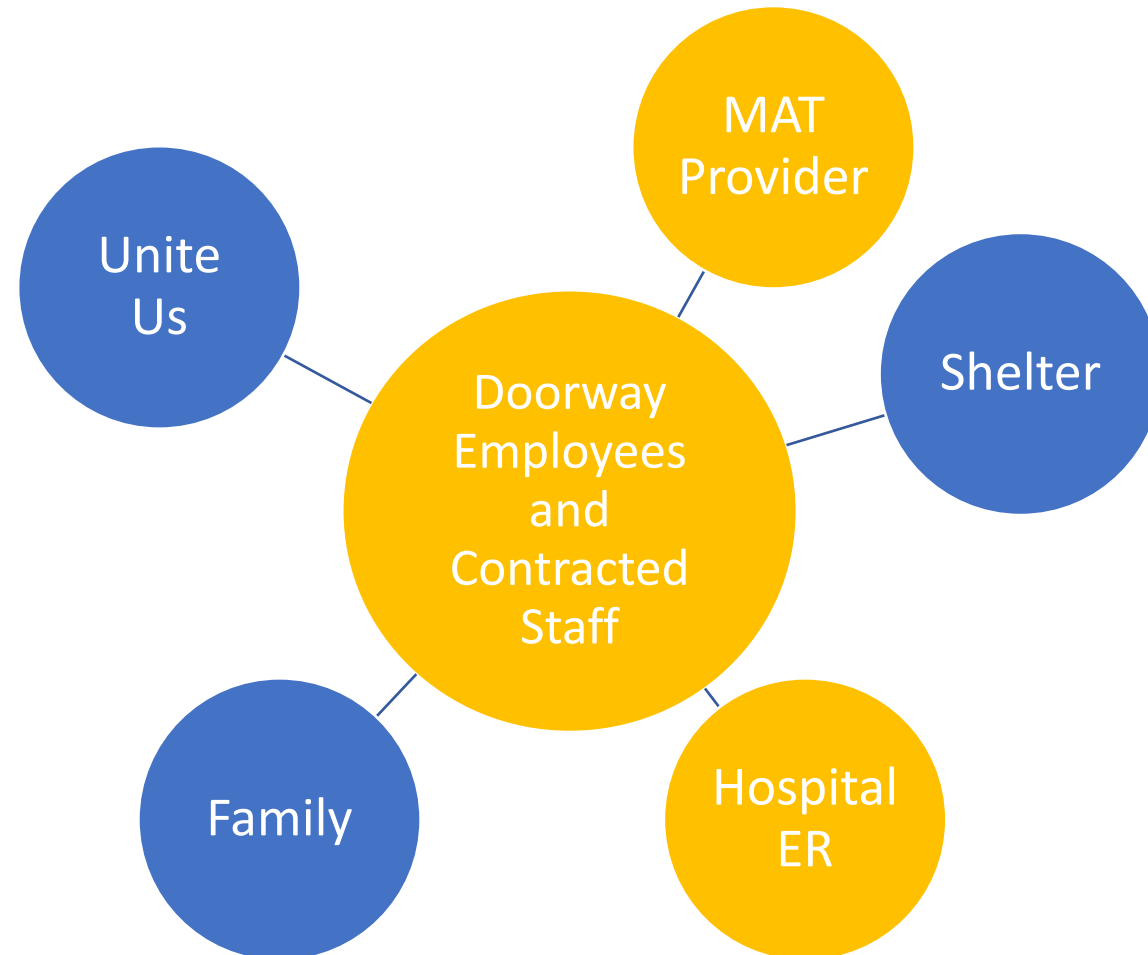 MAT
Provider
Unite
Us
Shelter
Doorway
Employees
and
Contracted
Staff
Family
Hospital
ER